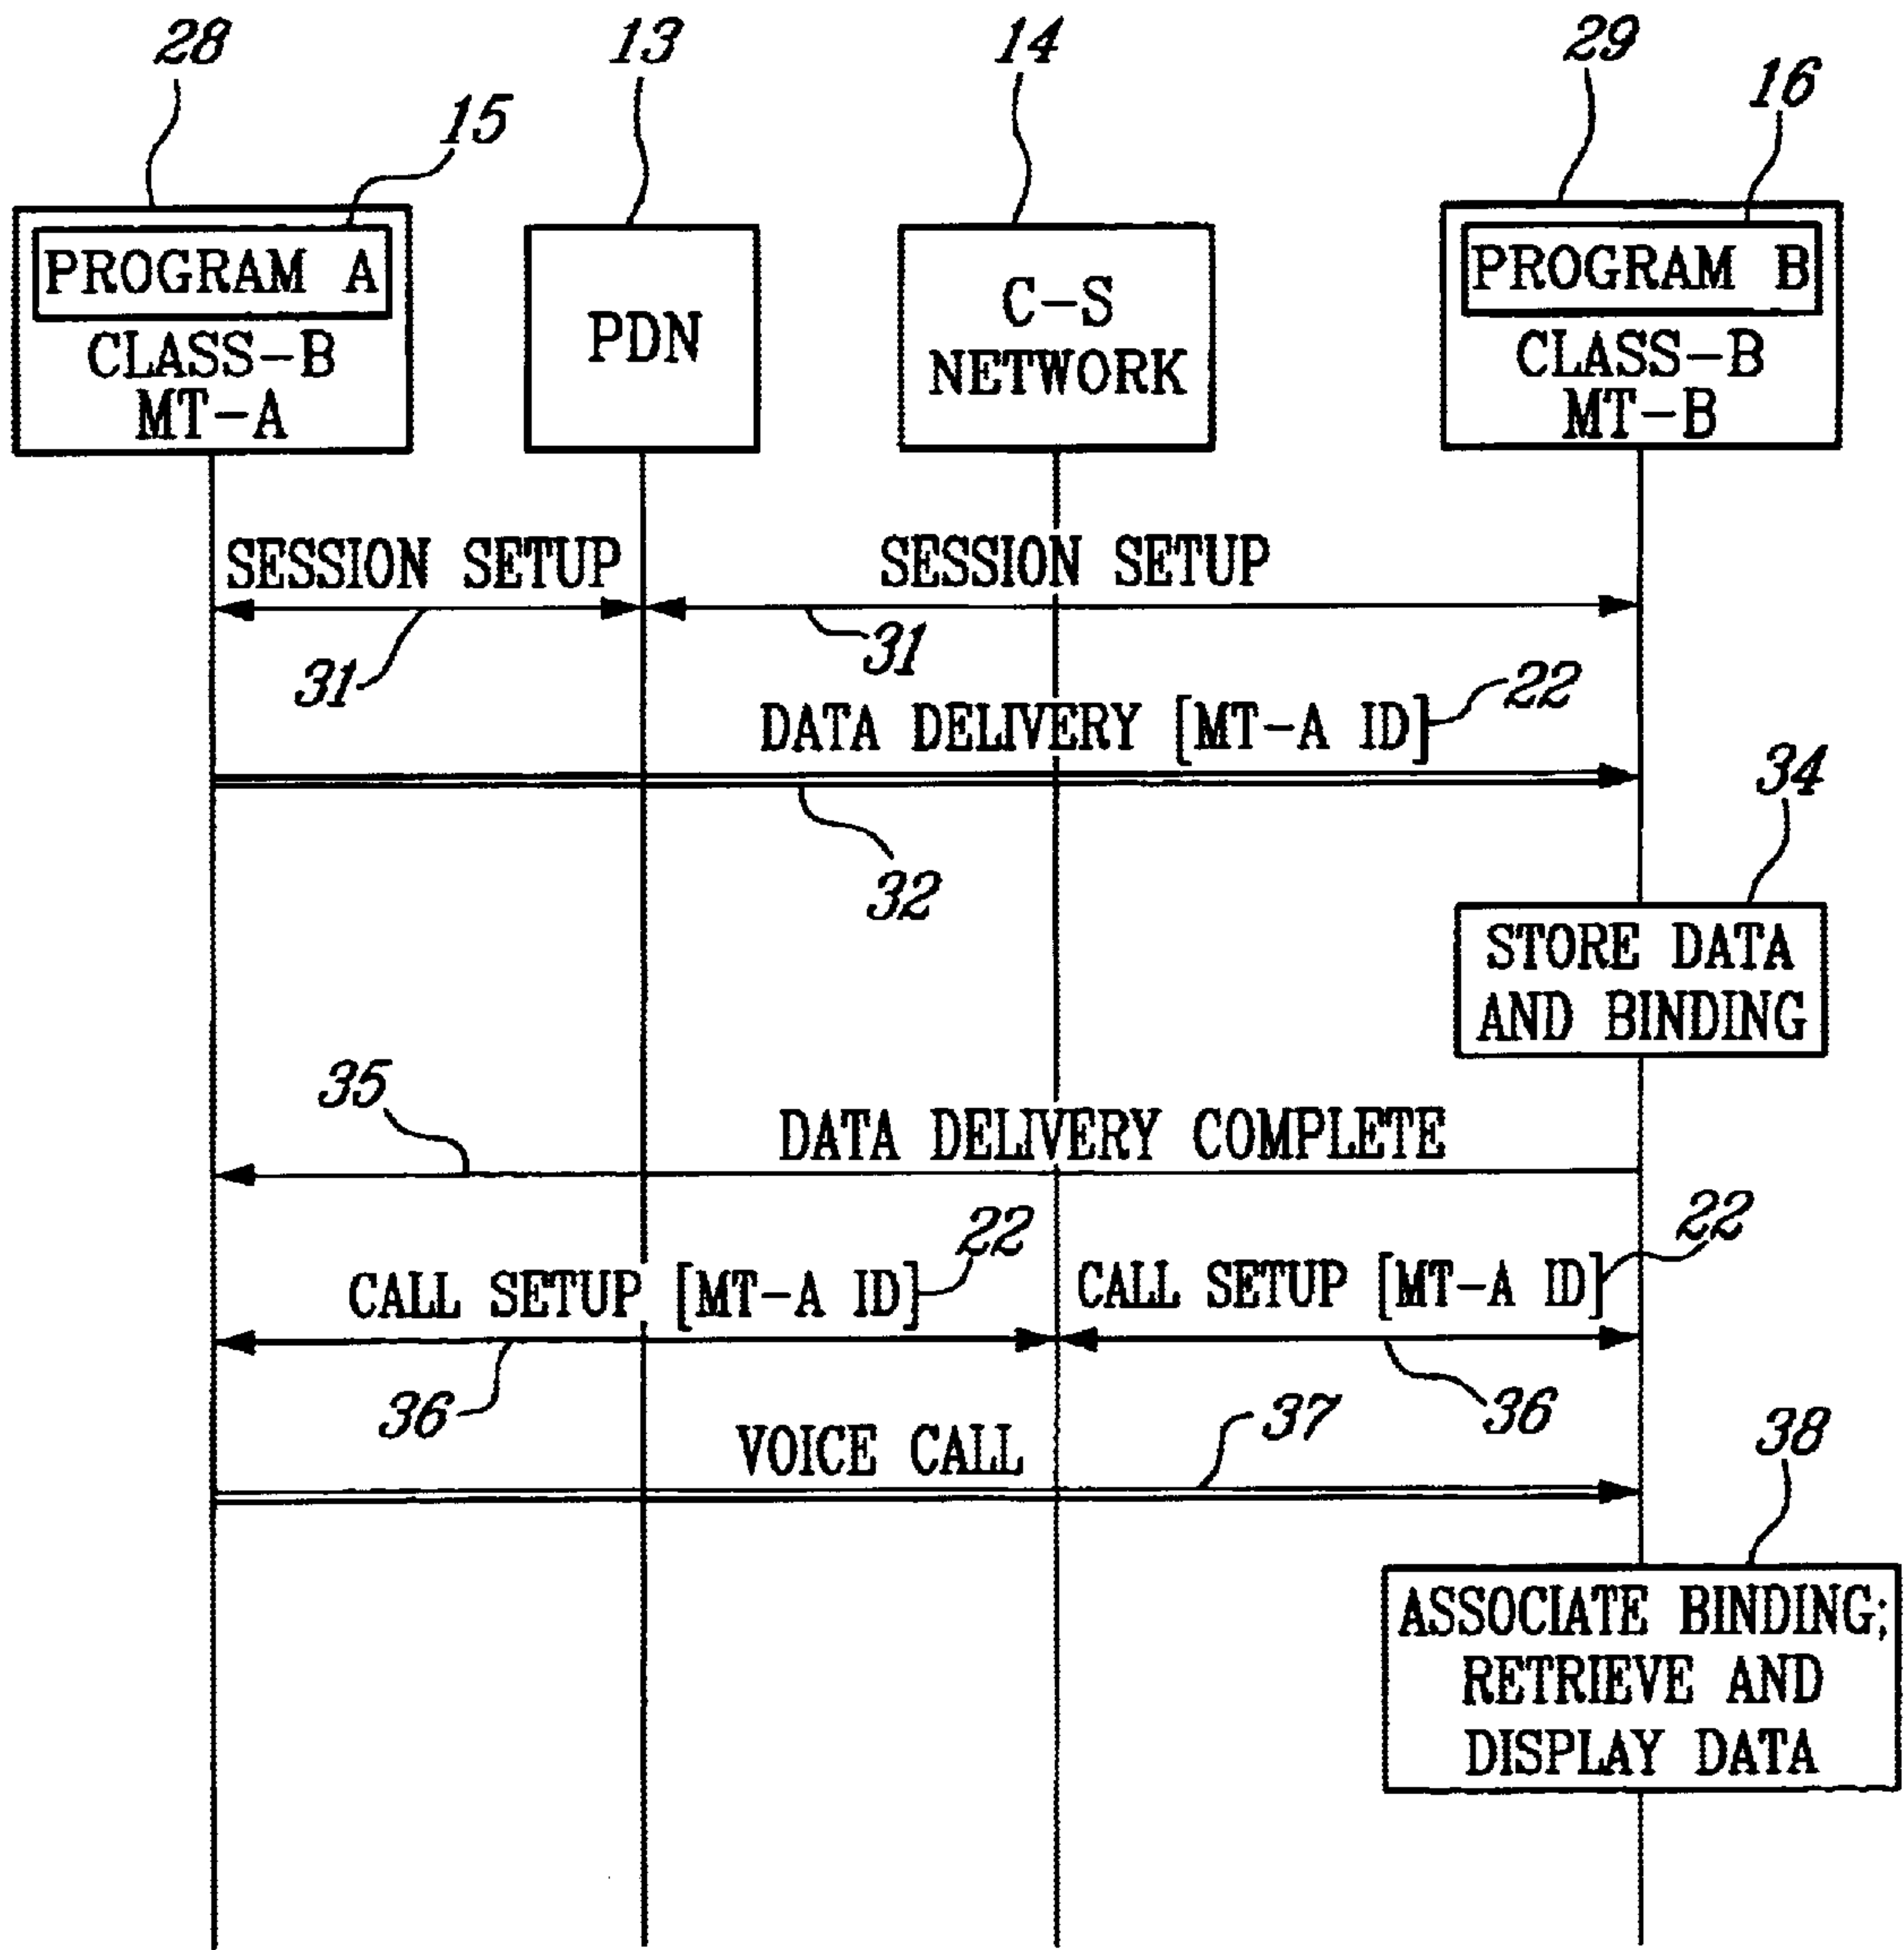 28
13
14
29
15
16
PROGRAM A
CLASS-B
MT-A
PDN
C-S
NETWORK
PROGRAM B
CLASS-B
MT-B
SESSION SETUP
SESSION SETUP
31
31
DATA DELIVERY [MT-A ID]
22
32
34
STORE DATA
AND BINDING
35
DATA DELIVERY COMPLETE
CALL SETUP [MT-A ID]
22
CALL SETUP [MT-A ID]
22
36
36
VOICE CALL
37
38
ASSOCIATE BINDING;
RETRIEVE AND
DISPLAY DATA